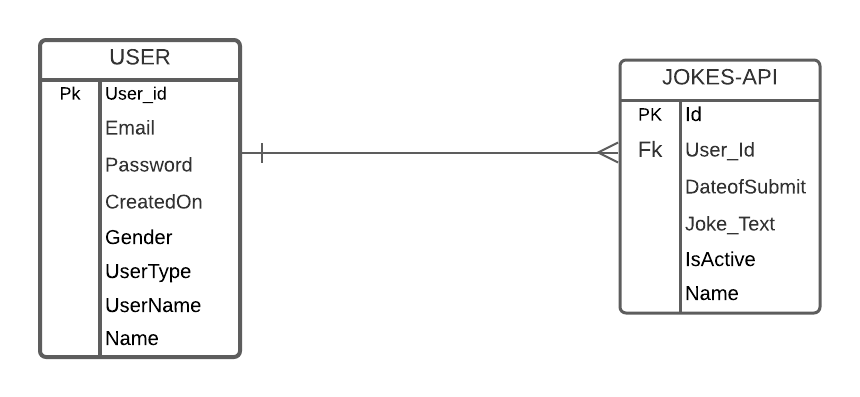 USER
Pk User_id
Email
Password
CreatedOn
Gender
UserType
UserName
Name
JOKES-API
PK Id
Fk User_Id
DateofSubmit
Joke_Text
IsActive
Name